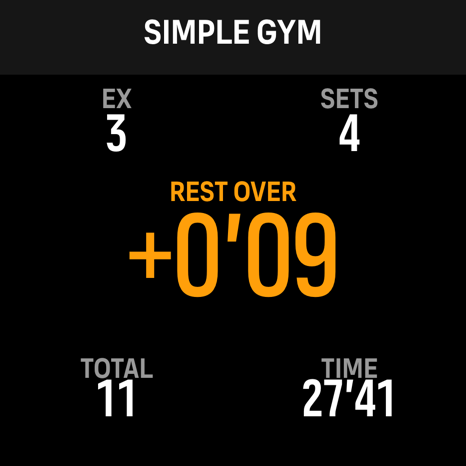 SIMPLE GYM
EX SETS
3 4
REST OVER
+0'09
TOTAL TIME
11 27'41